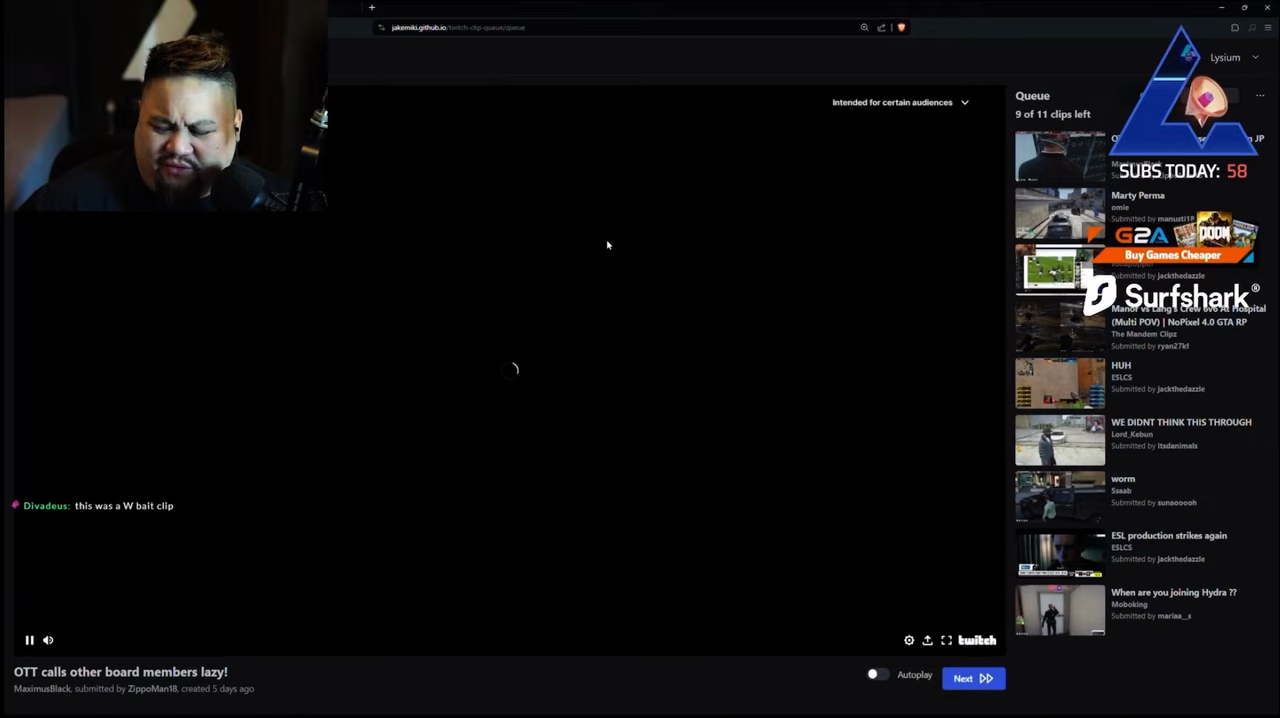 jakemiki.github.io/twitch-clip-queue/queue
Lysium
Intended for certain audiences
Queue
9 of 11 clips left
JP
SUBS TODAY: 58
Marty Perma
omie
Submitted by manusti18
G2A
DOOM
Buy Games Cheaper
Submitted by jackthedazzle
Surfshark®
Manor vs Lang's Crew 6v6 At Hospital
(Multi POV) | NoPixel 4.0 GTA RP
The Mandem Clipz
Submitted by ryan27kf
HUH
ESLCS
Submitted by jackthedazzle
WE DIDNT THINK THIS THROUGH
Lord_Kebun
Submitted by itsdanimals
worm
Ssaab
Submitted by sunaooooh
ESL production strikes again
ESLCS
Submitted by jackthedazzle
When are you joining Hydra ??
Moboking
Submitted by mariaa__s
Divadeus: this was a W bait clip
twitch
OTT calls other board members lazy!
MaximusBlack, submitted by ZippoMan18, created 5 days ago
Autoplay
Next